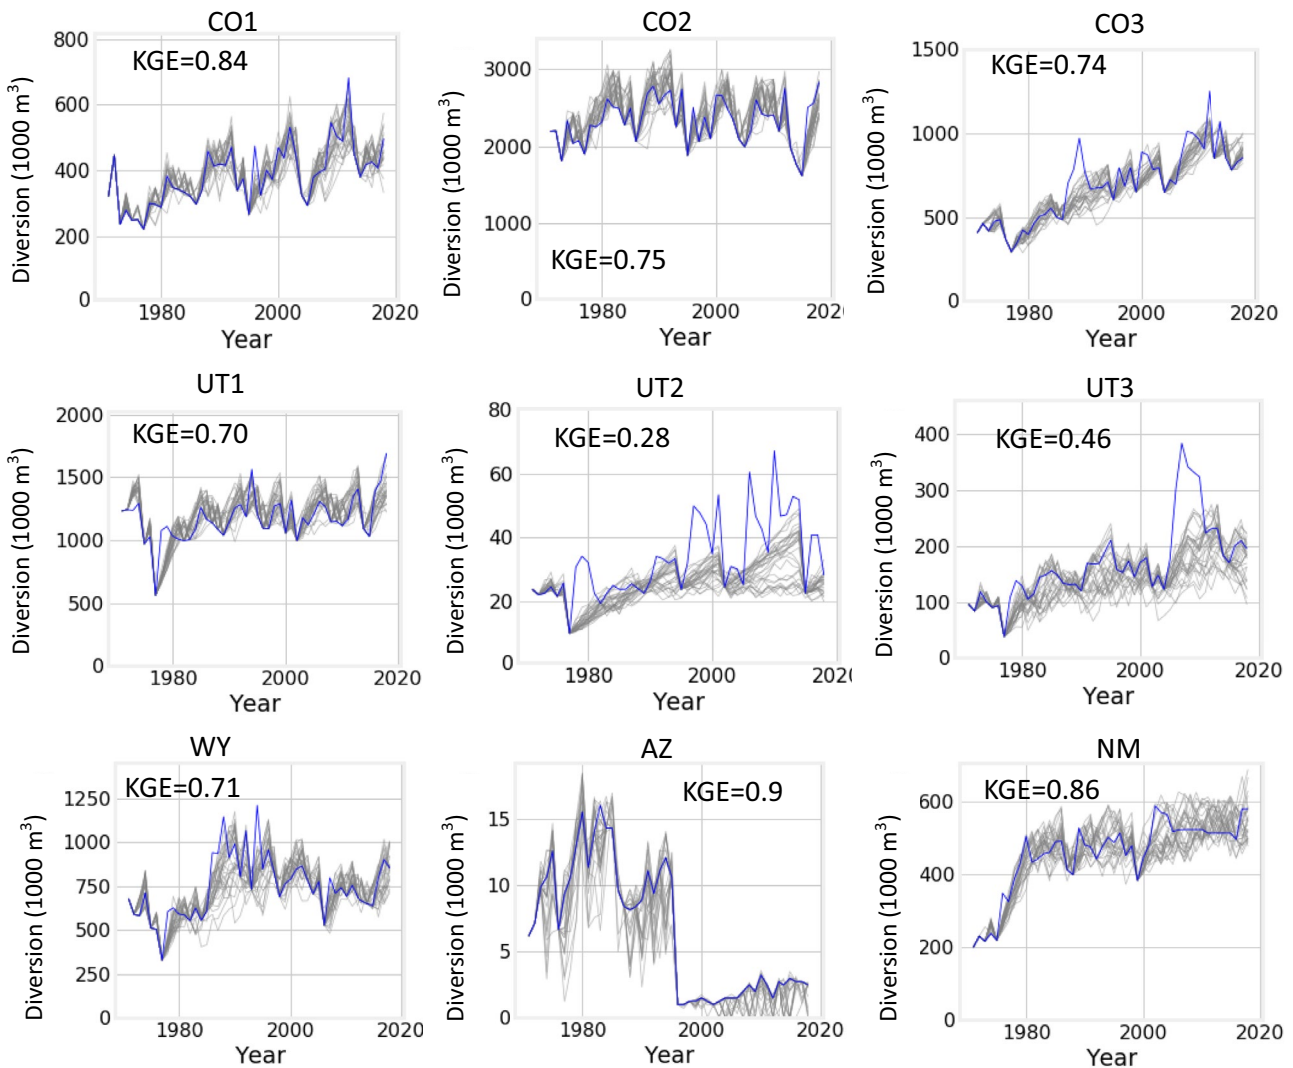 CO1
KGE=0.84
Diversion (1000 m³)
800
600
400
200
0
1980
2000
2020
Year
CO2
KGE=0.75
Diversion (1000 m³)
3000
2000
1000
0
1980
2000
2020
Year
CO3
KGE=0.74
Diversion (1000 m³)
1500
1000
500
0
1980
2000
2020
Year
UT1
KGE=0.70
Diversion (1000 m³)
2000
1500
1000
500
0
1980
2000
2020
Year
UT2
KGE=0.28
Diversion (1000 m³)
80
60
40
20
0
1980
2000
2020
Year
UT3
KGE=0.46
Diversion (1000 m³)
400
300
200
100
0
1980
2000
2020
Year
WY
KGE=0.71
Diversion (1000 m³)
1250
1000
750
500
250
0
1980
2000
2020
Year
AZ
KGE=0.9
Diversion (1000 m³)
15
10
5
0
1980
2000
2020
Year
NM
KGE=0.86
Diversion (1000 m³)
600
400
200
0
1980
2000
2020
Year